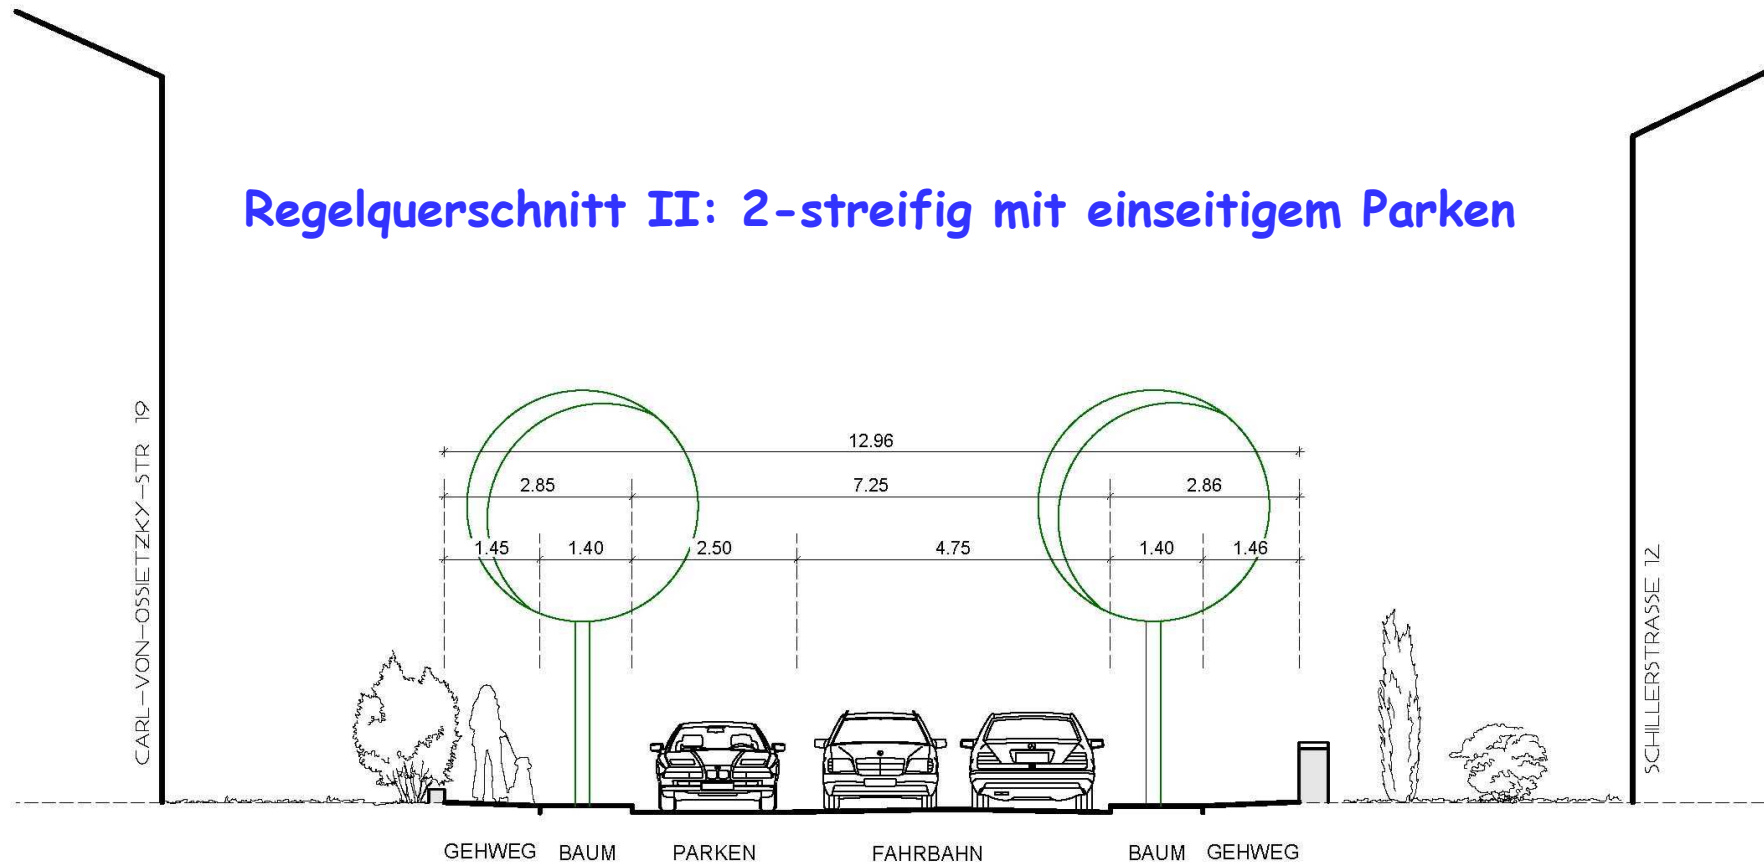 Regelquerschnitt II: 2-streifig mit einseitigem Parken
CARL-VON-OSSIETZKY-STR 19
12.96
2.85 7.25 2.86
1.45 1.40 2.50 4.75 1.40 1.46
SCHILLERSTRASSE 12
GEHWEG BAUM PARKEN FAHRBAHN BAUM GEHWEG